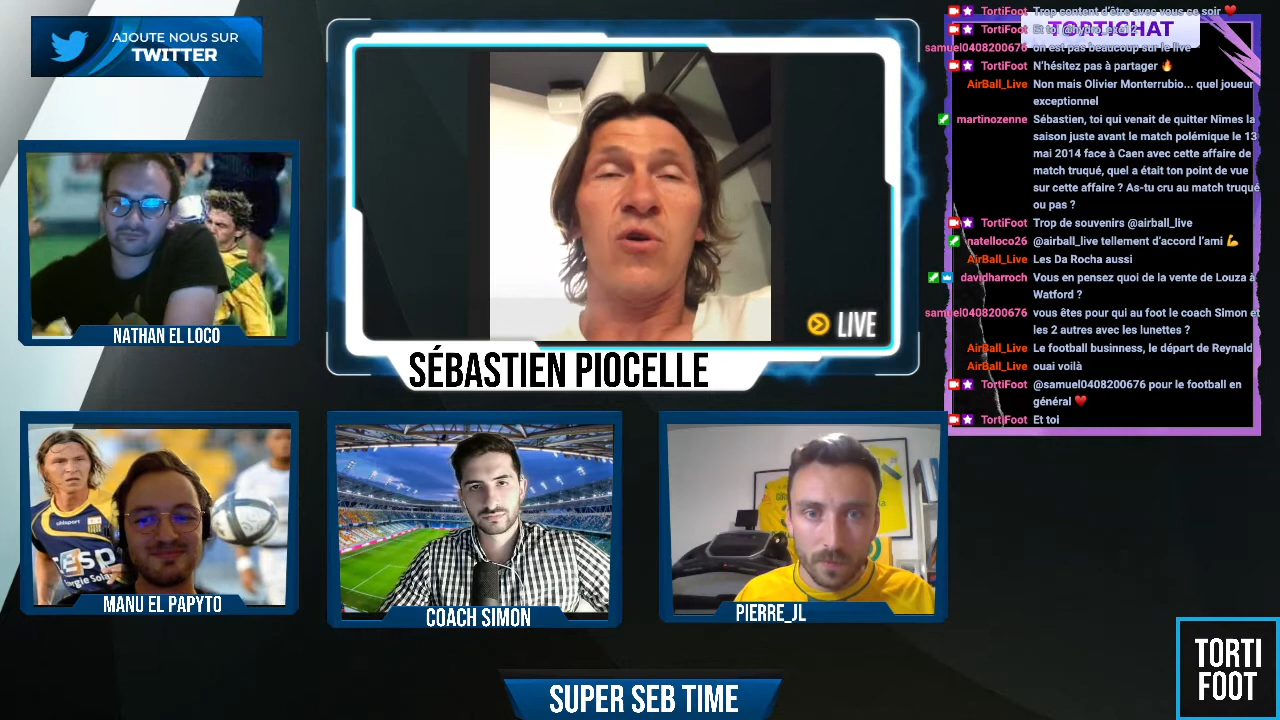 AJOUTE NOUS SUR
TWITTER
NATHAN EL LOCO
LIVE
SÉBASTIEN PIOCELLE
uhlsport
Esp
MANU EL PAPYTO
COACH SIMON
PIERRE_JL
SUPER SEB TIME
TORTI
FOOT
TORTICHAT
TortiFoot Trop content d'être avec vous ce soir ❤️
TortiFoot Et toi
samuel0408200676 on est pas beaucoup sur le live
TortiFoot N'hésitez pas à partager 🔥
AirBall_Live Non mais Olivier Monterrubio... quel joueur
exceptionnel
martinozenne Sébastien, toi qui venait de quitter Nîmes la
saison juste avant le match polémique le 13
mai 2014 face à Caen avec cette affaire de
match truqué, quel a était ton point de vue
sur cette affaire ? As-tu cru au match truqué
ou pas ?
TortiFoot Trop de souvenirs @airball_live
natelloco26 @airball_live tellement d'accord l'ami 💪
AirBall_Live Les Da Rocha aussi
davidharroch Vous en pensez quoi de la vente de Louza à
Watford ?
samuel0408200676 vous êtes pour qui au foot le coach Simon et
les 2 autres avec les lunettes ?
AirBall_Live Le football businness, le départ de Reynald
AirBall_Live ouai voilà
TortiFoot @samuel0408200676 pour le football en
général ❤️
TortiFoot Et toi